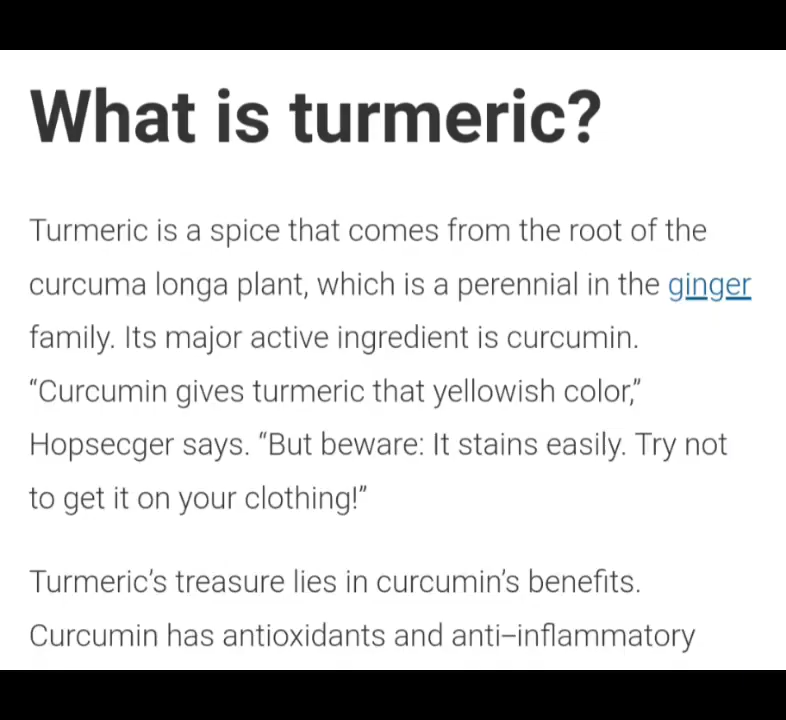 What is turmeric?
Turmeric is a spice that comes from the root of the
curcuma longa plant, which is a perennial in the ginger
family. Its major active ingredient is curcumin.
“Curcumin gives turmeric that yellowish color,”
Hopsecger says. “But beware: It stains easily. Try not
to get it on your clothing!”
Turmeric’s treasure lies in curcumin’s benefits.
Curcumin has antioxidants and anti-inflammatory